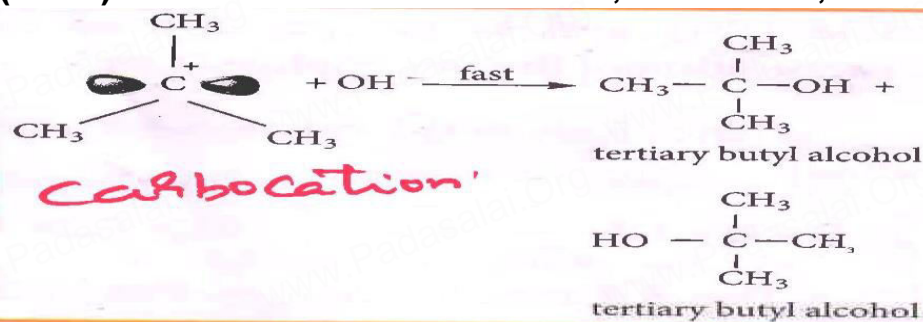 CH₃
C⁺
+ OH
fast
CH₃
CH₃
Carbocation
CH₃
CH₃— C —OH +
CH₃
tertiary butyl alcohol
CH₃
HO — C—CH₃
CH₃
tertiary butyl alcohol